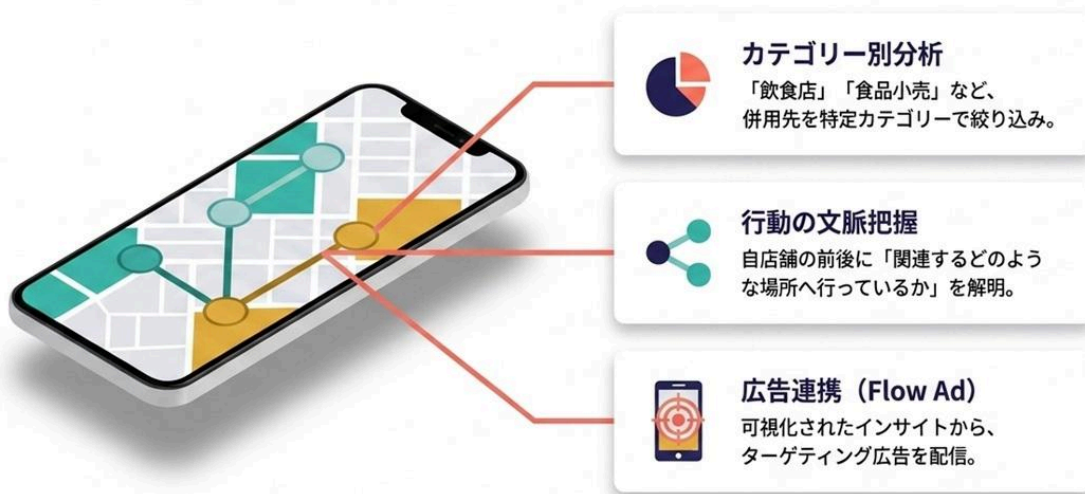 カテゴリー別分析
「飲食店」「食品小売」など、
併用先を特定カテゴリーで絞り込み。
行動の文脈把握
自店舗の前後に「関連するどのよう
な場所へ行っているか」を解明。
広告連携（Flow Ad）
可視化されたインサイトから、
ターゲティング広告を配信。